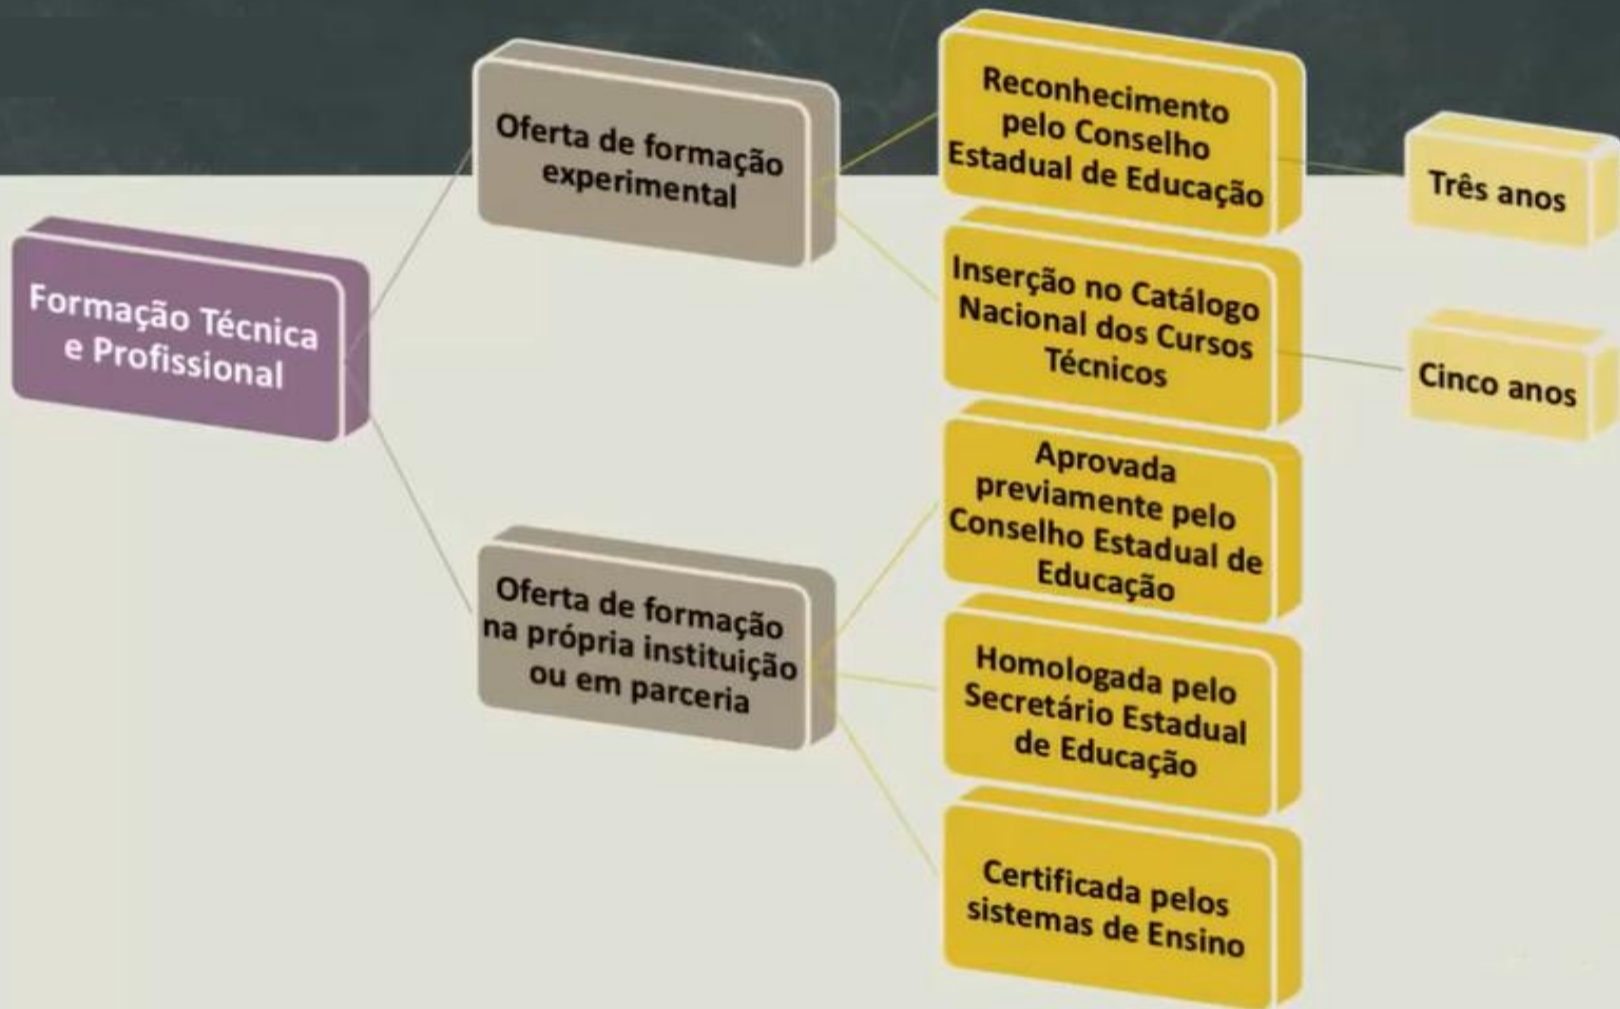 Formação Técnica
e Profissional
Oferta de formação
experimental
Reconhecimento
pelo Conselho
Estadual de Educação
Três anos
Inserção no Catálogo
Nacional dos Cursos
Técnicos
Cinco anos
Oferta de formação
na própria instituição
ou em parceria
Aprovada
previamente pelo
Conselho Estadual de
Educação
Homologada pelo
Secretário Estadual
de Educação
Certificada pelos
sistemas de Ensino